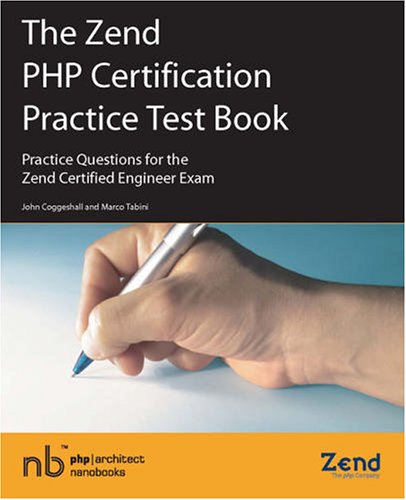 The Zend
PHP Certification
Practice Test Book
Practice Questions for the
Zend Certified Engineer Exam
John Coggeshall and Marco Tabini
nb™
php|architect
nanobooks
Zend
The php Company